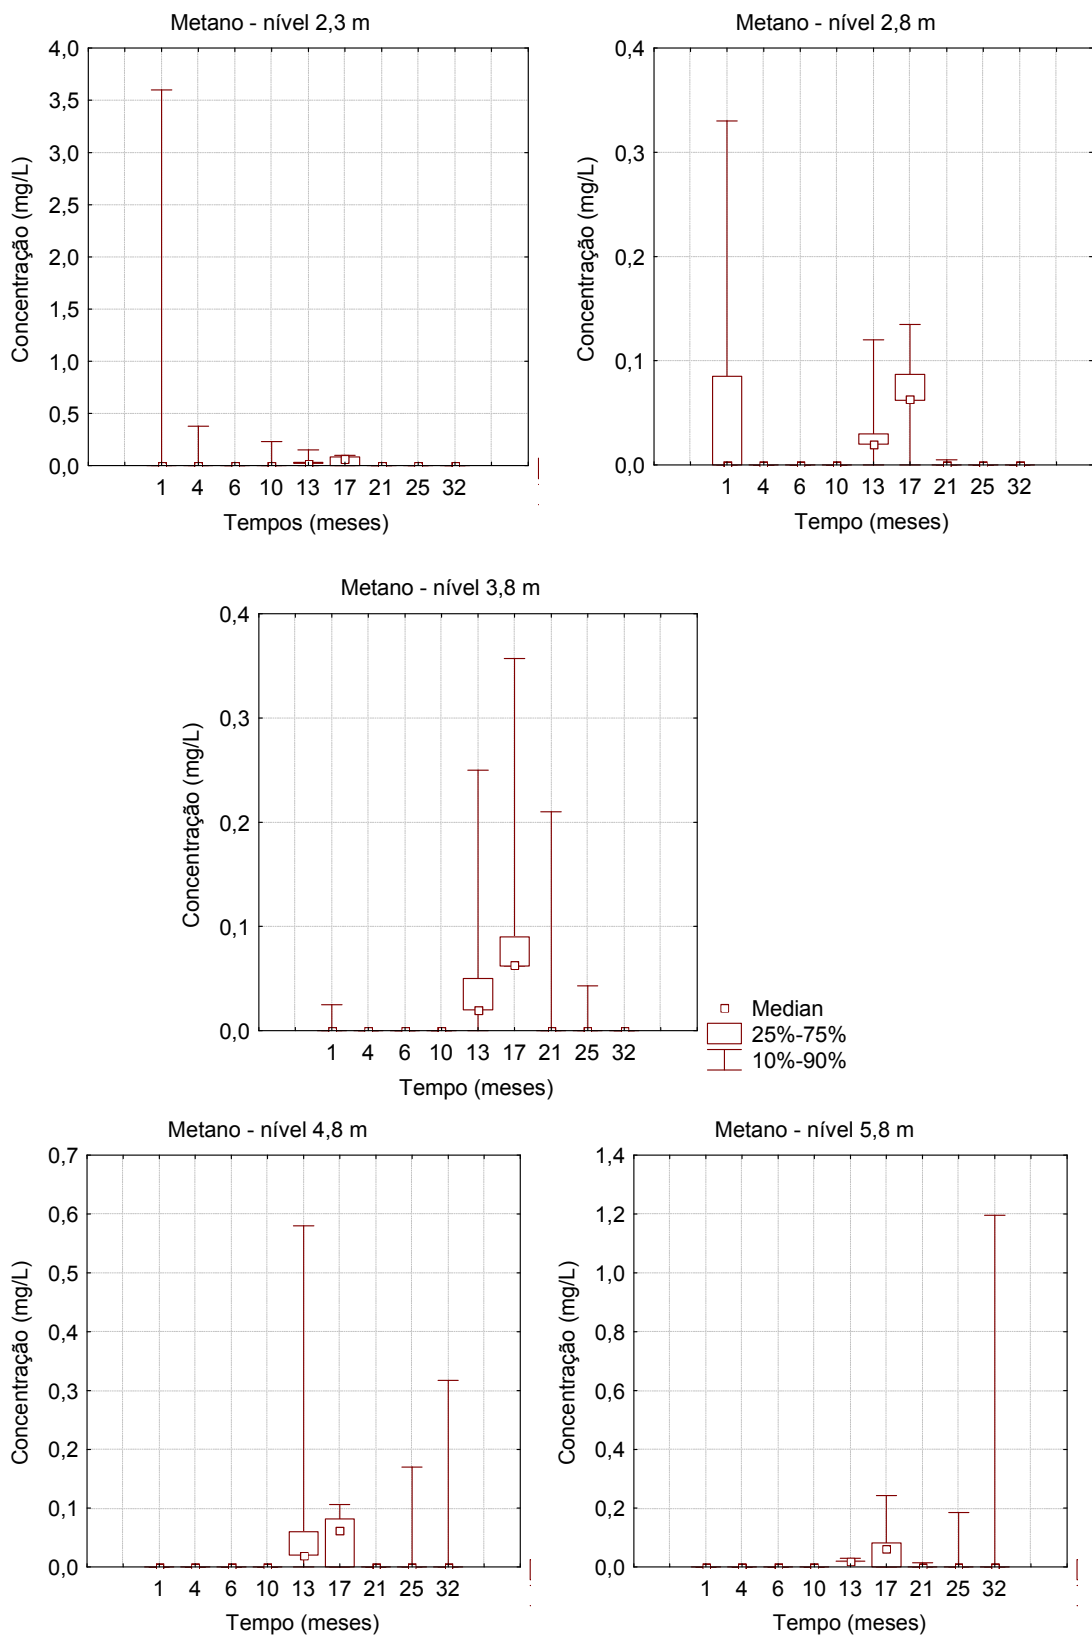 Metano - nível 2,3 m
4,0
3,5
3,0
2,5
2,0
1,5
1,0
0,5
0,0
Concentração (mg/L)
1 4 6 10 13 17 21 25 32
Tempos (meses)
Metano - nível 2,8 m
0,4
0,3
0,2
0,1
0,0
Concentração (mg/L)
1 4 6 10 13 17 21 25 32
Tempo (meses)
Metano - nível 3,8 m
0,4
0,3
0,2
0,1
0,0
Concentração (mg/L)
1 4 6 10 13 17 21 25 32
Tempo (meses)
Median
25%-75%
10%-90%
Metano - nível 4,8 m
0,7
0,6
0,5
0,4
0,3
0,2
0,1
0,0
Concentração (mg/L)
1 4 6 10 13 17 21 25 32
Tempo (meses)
Metano - nível 5,8 m
1,4
1,2
1,0
0,8
0,6
0,4
0,2
0,0
Concentração (mg/L)
1 4 6 10 13 17 21 25 32
Tempo (meses)